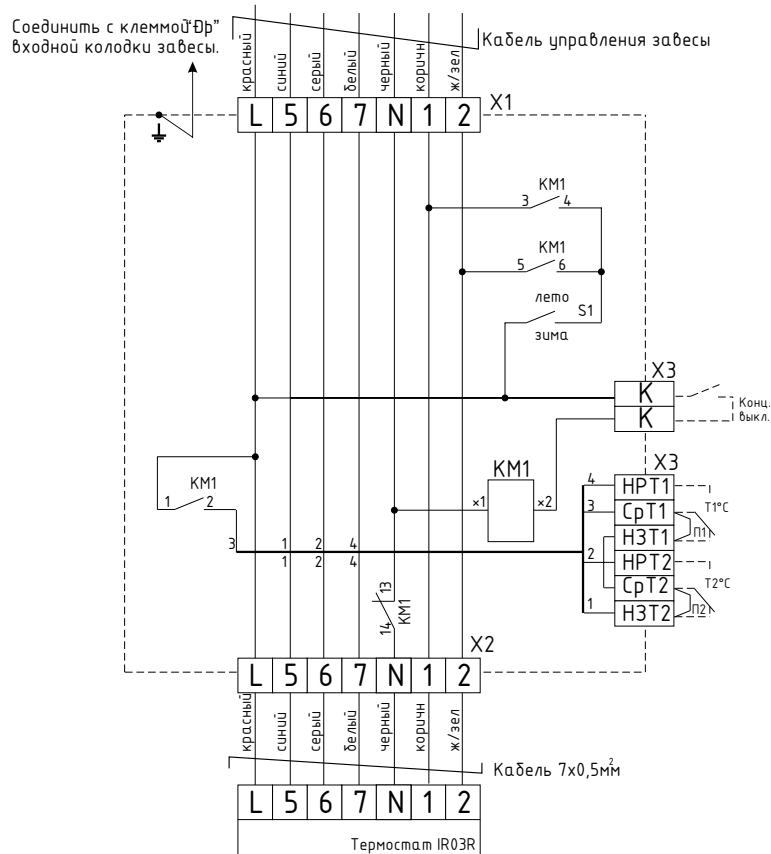 Соединить с клеммой"Đþ"
входной колодки завесы.
Кабель управления завесы
красный
синий
серый
белый
черный
коричн
ж/зел
L 5 6 7 N 1 2
X1
KM1
3 4
KM1
5 6
лето
S1
зима
X3
K
K
Конц.
выкл.
KM1
1 2
KM1
×1 ×2
X3
4 НРТ1
3 СрТ1
НЗТ1
2 НРТ2
СрТ2
1 НЗТ2
T1°C
П1
T2°C
П2
3 1 2 4
1 2 4
13
14
KM1
X2
L 5 6 7 N 1 2
красный
синий
серый
белый
черный
коричн
ж/зел
Кабель 7x0,5мм²
L 5 6 7 N 1 2
Термостат IR03R